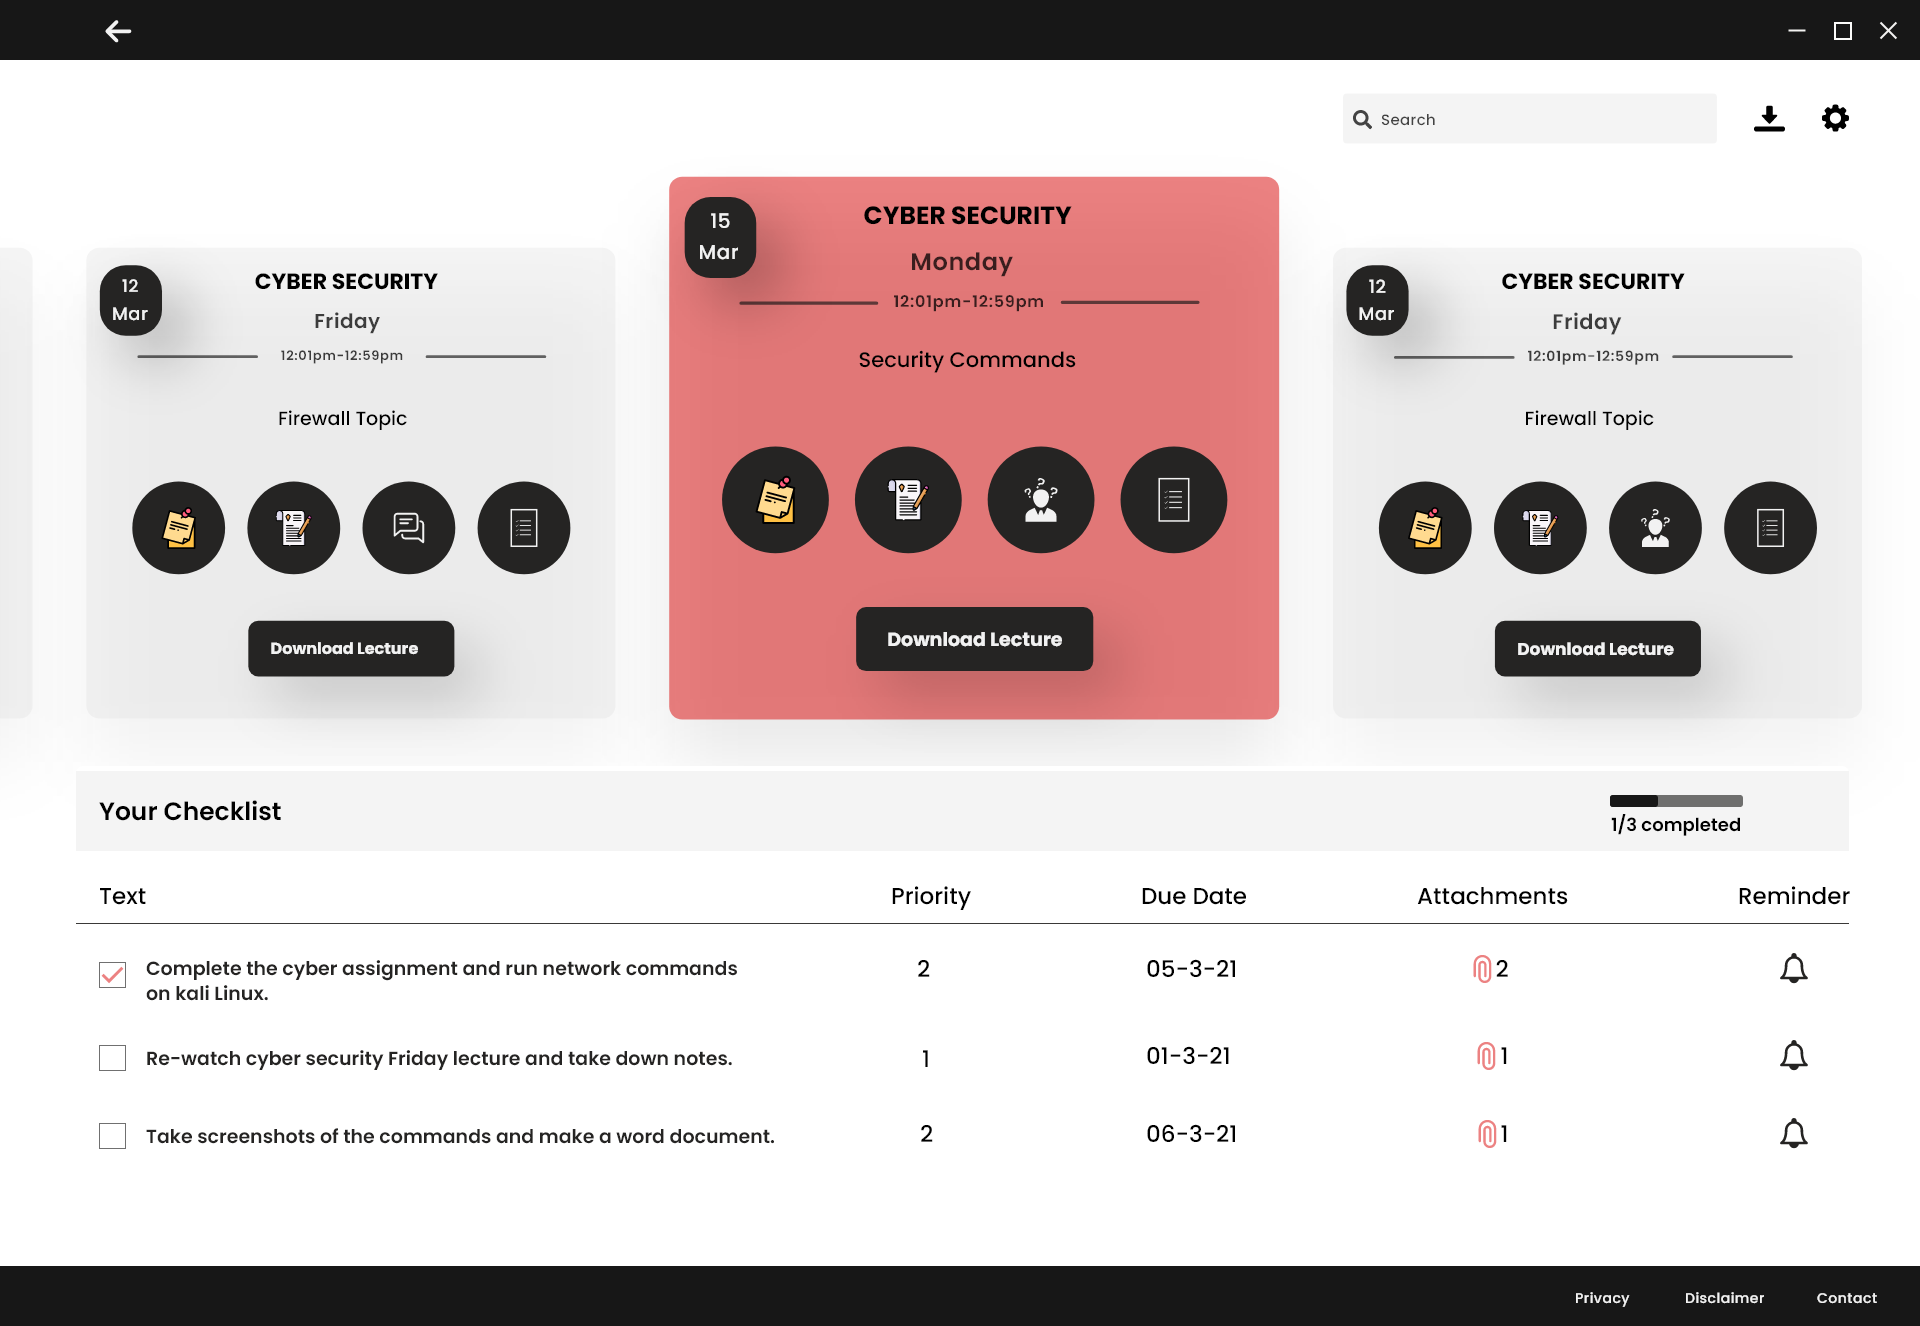 Search
12
Mar
CYBER SECURITY
Friday
12:01pm-12:59pm
Firewall Topic
Download Lecture
15
Mar
CYBER SECURITY
Monday
12:01pm-12:59pm
Security Commands
Download Lecture
12
Mar
CYBER SECURITY
Friday
12:01pm-12:59pm
Firewall Topic
Download Lecture
Your Checklist
1/3 completed
Text Priority Due Date Attachments Reminder
Complete the cyber assignment and run network commands 2 05-3-21 2
on kali Linux.
Re-watch cyber security Friday lecture and take down notes. 1 01-3-21 1
Take screenshots of the commands and make a word document. 2 06-3-21 1
Privacy Disclaimer Contact